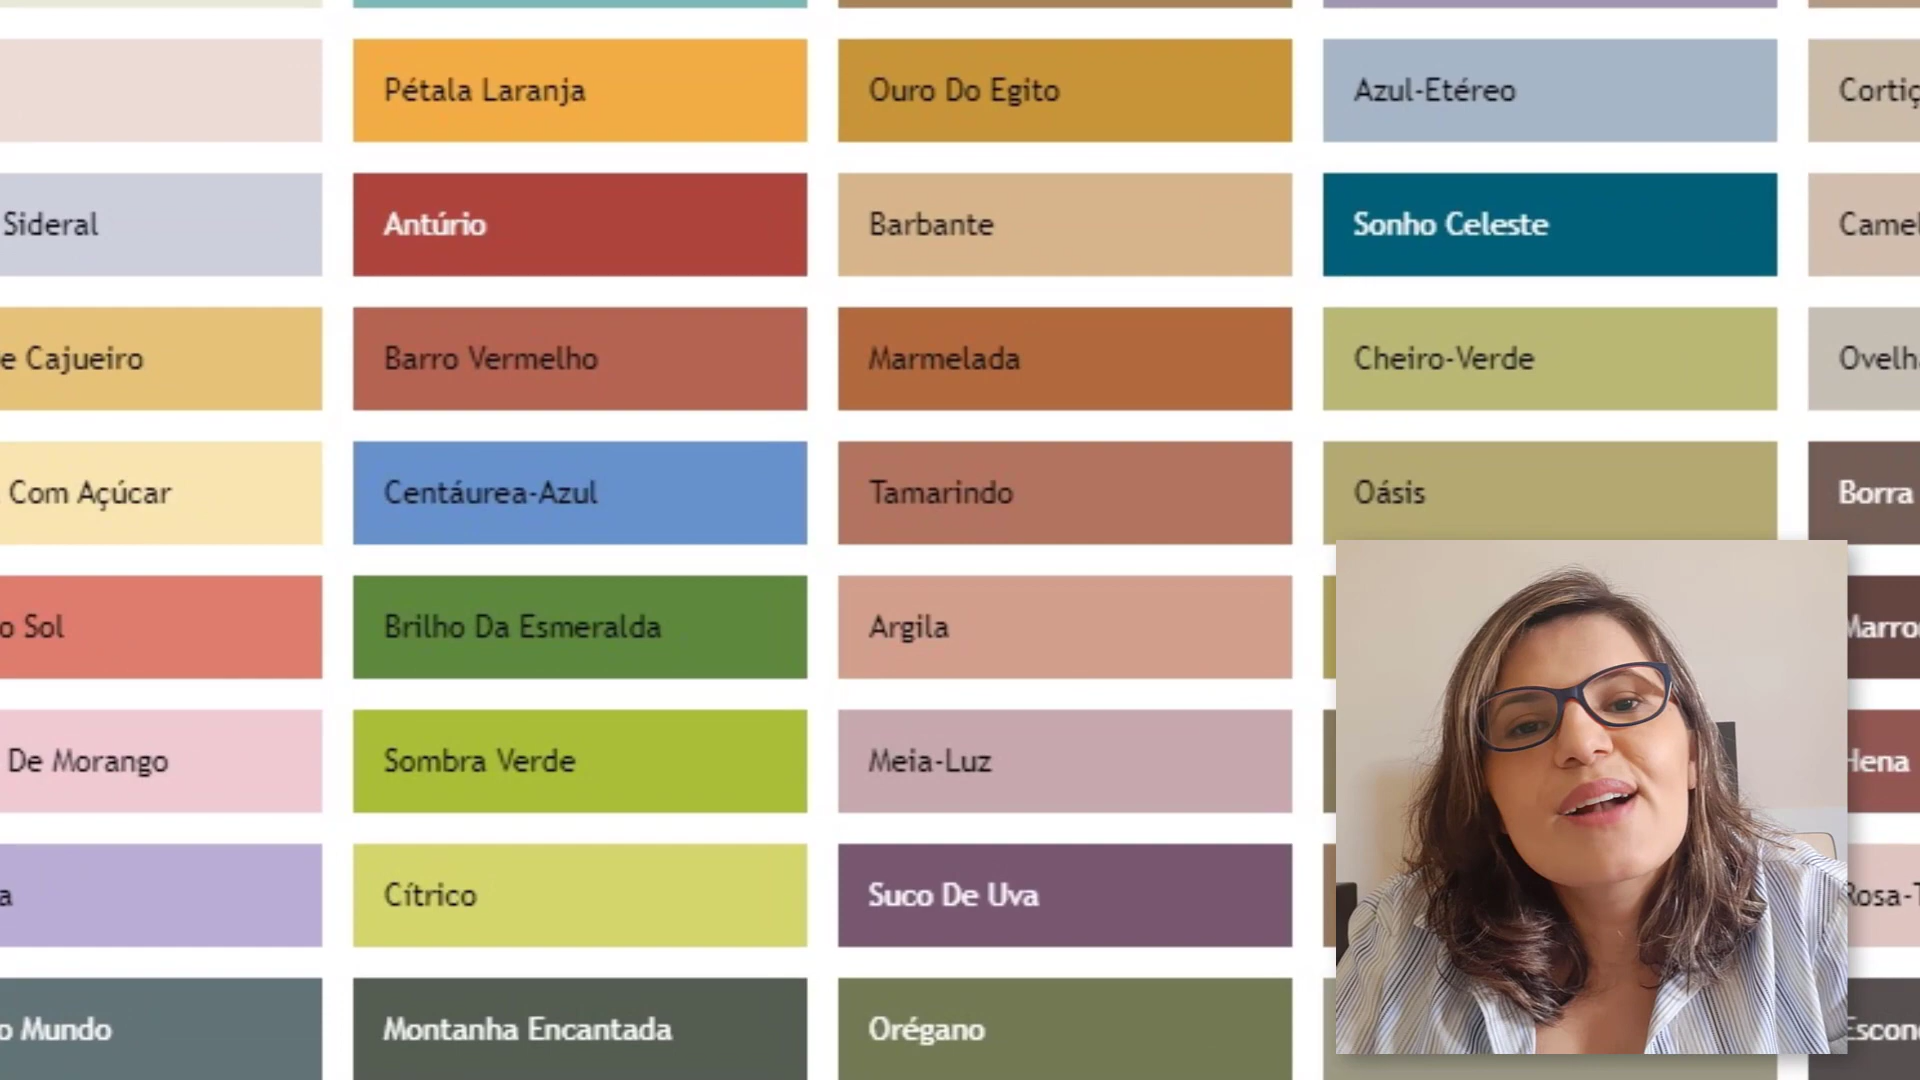 Pétala Laranja
Ouro Do Egito
Azul-Etéreo
Sideral
Antúrio
Barbante
Sonho Celeste
e Cajueiro
Barro Vermelho
Marmelada
Cheiro-Verde
Com Açúcar
Centáurea-Azul
Tamarindo
Oásis
Borra
o Sol
Brilho Da Esmeralda
Argila
De Morango
Sombra Verde
Meia-Luz
Hena
a
Cítrico
Suco De Uva
o Mundo
Montanha Encantada
Orégano